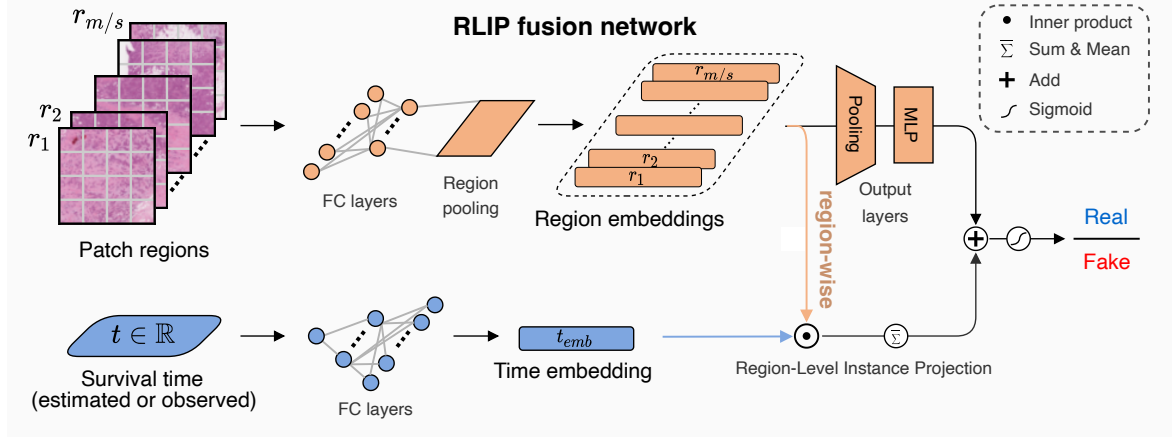 RLIP fusion network
r_{m/s}
r_2
r_1
Patch regions
FC layers
Region
pooling
r_{m/s}
r_2
r_1
Region embeddings
region-wise
Pooling
MLP
Output
layers
Inner product
Σ Sum & Mean
+ Add
Sigmoid
Real
Fake
t ∈ ℝ
Survival time
(estimated or observed)
FC layers
t_{emb}
Time embedding
Σ
Region-Level Instance Projection